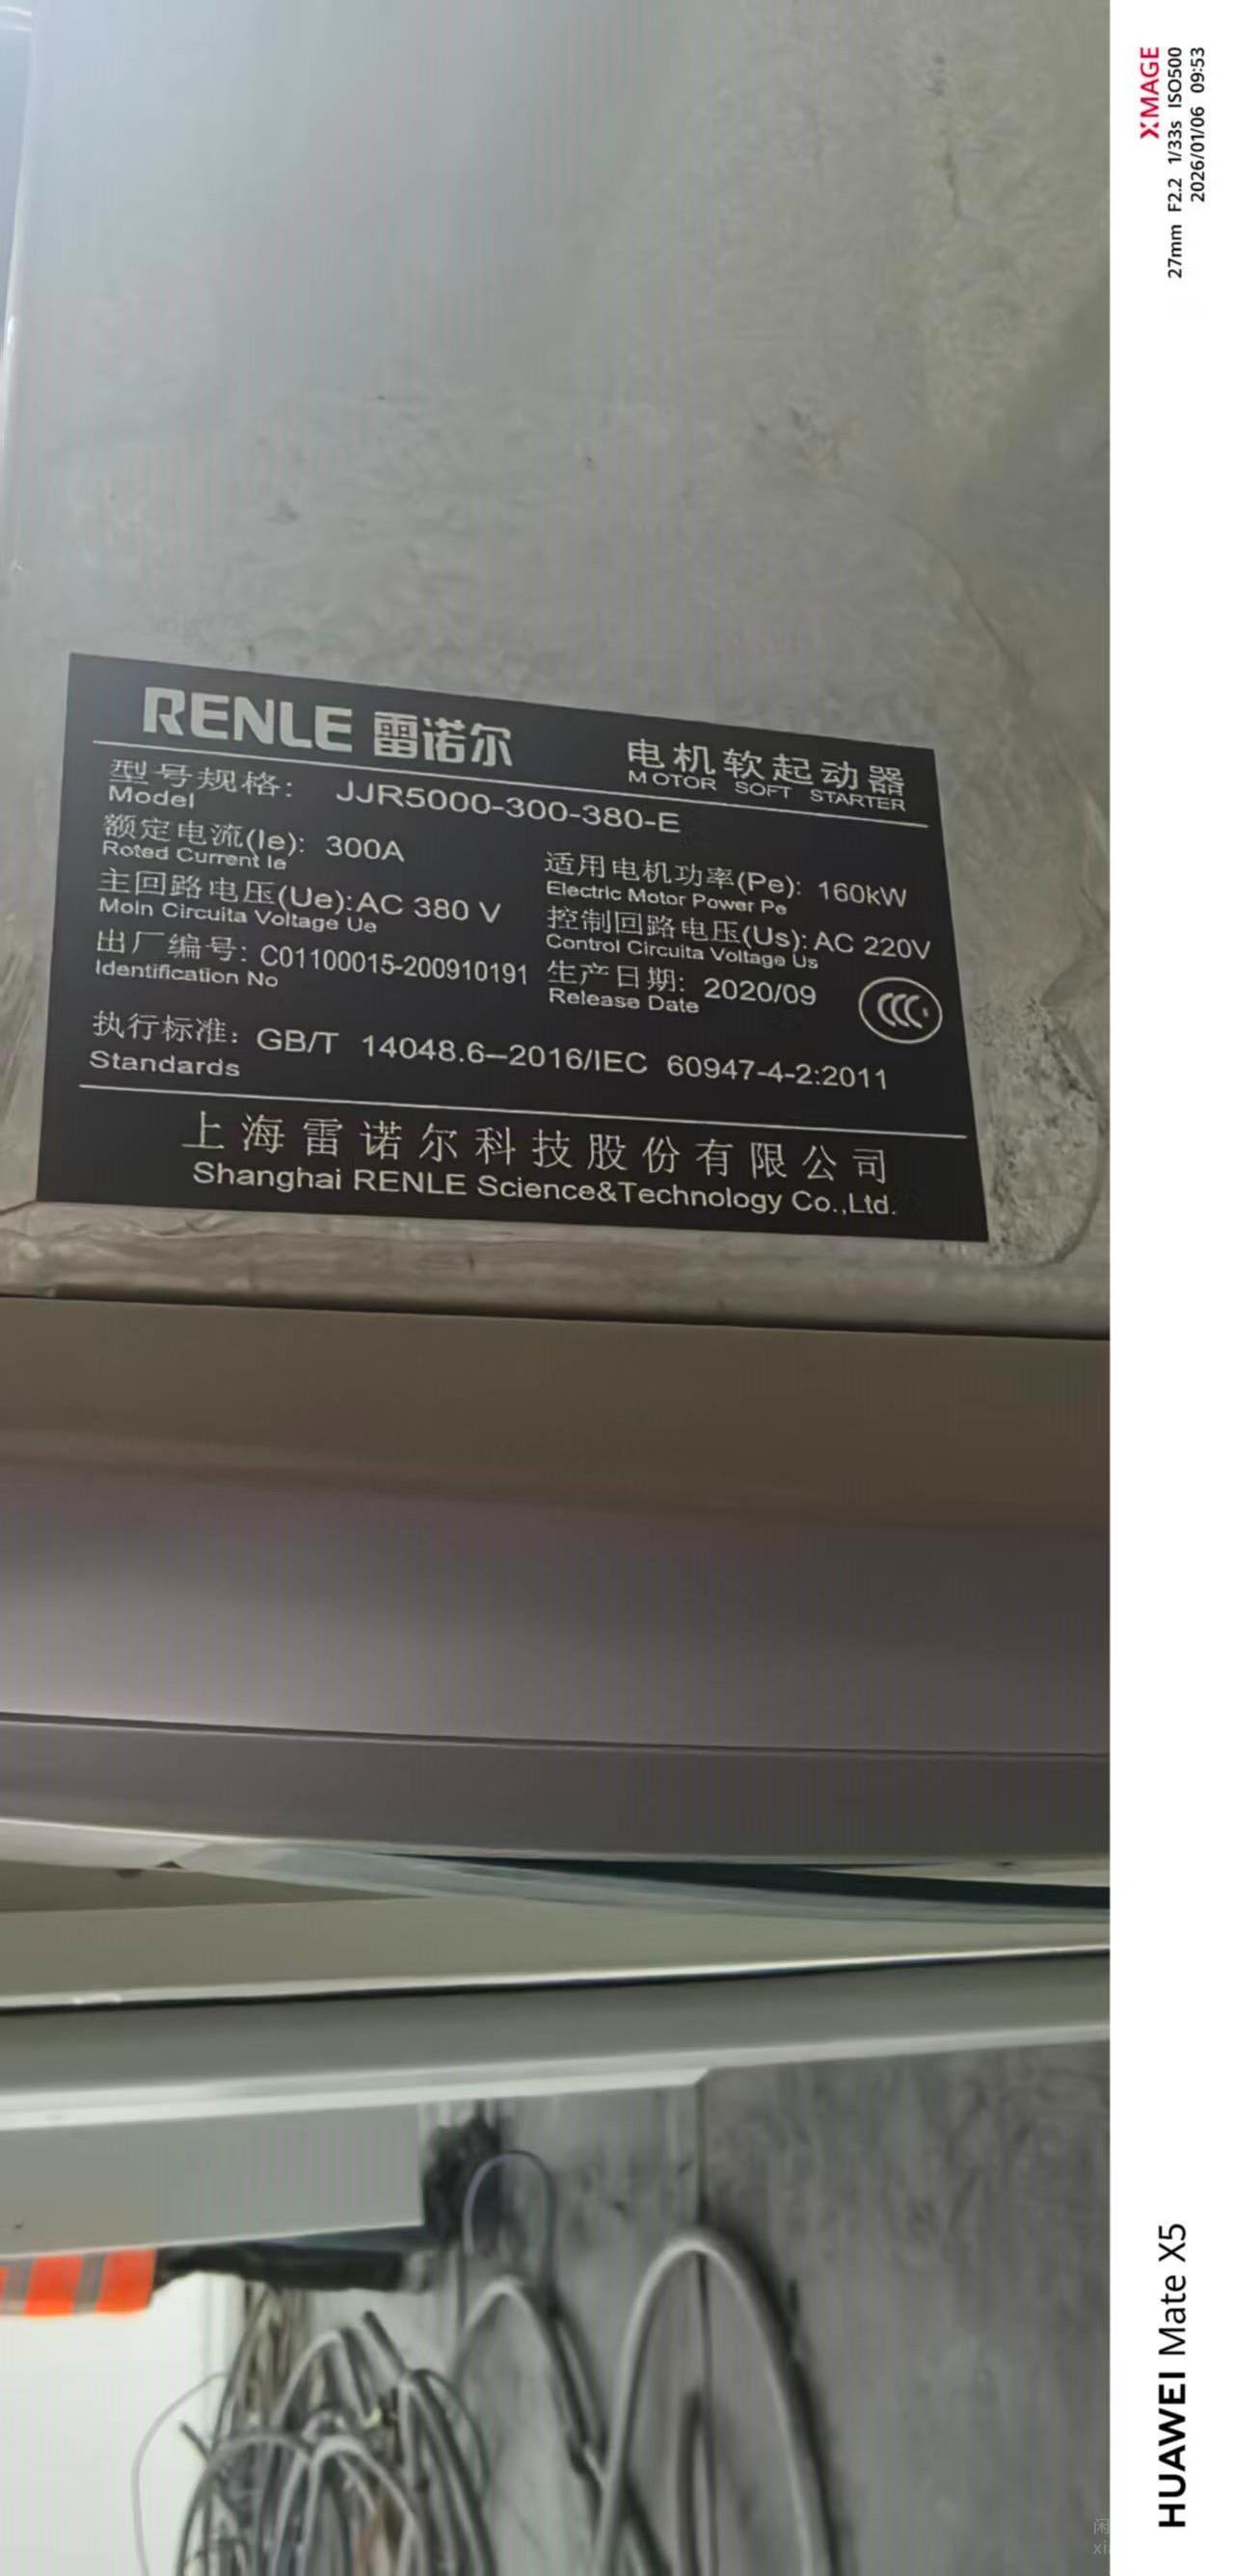 RENLE 雷诺尔
电机软起动器
MOTOR SOFT STARTER
型号规格: JJR5000-300-380-E
Model
额定电流(Ie): 300A
Roted Current Ie
适用电机功率(Pe): 160kW
Electric Motor Power Pe
主回路电压(Ue):AC 380 V
Moin Circuita Voltage Ue
控制回路电压(Us):AC 220V
Control Circuita Voltage Us
出厂编号: C01100015-200910191
Identification No
生产日期: 2020/09
Release Date
CCC
执行标准: GB/T 14048.6-2016/IEC 60947-4-2:2011
Standards
上海雷诺尔科技股份有限公司
Shanghai RENLE Science&Technology Co.,Ltd.
XMAGE
27mm F2.2 1/33s ISO500
2026/01/06 09:53
HUAWEI Mate X5